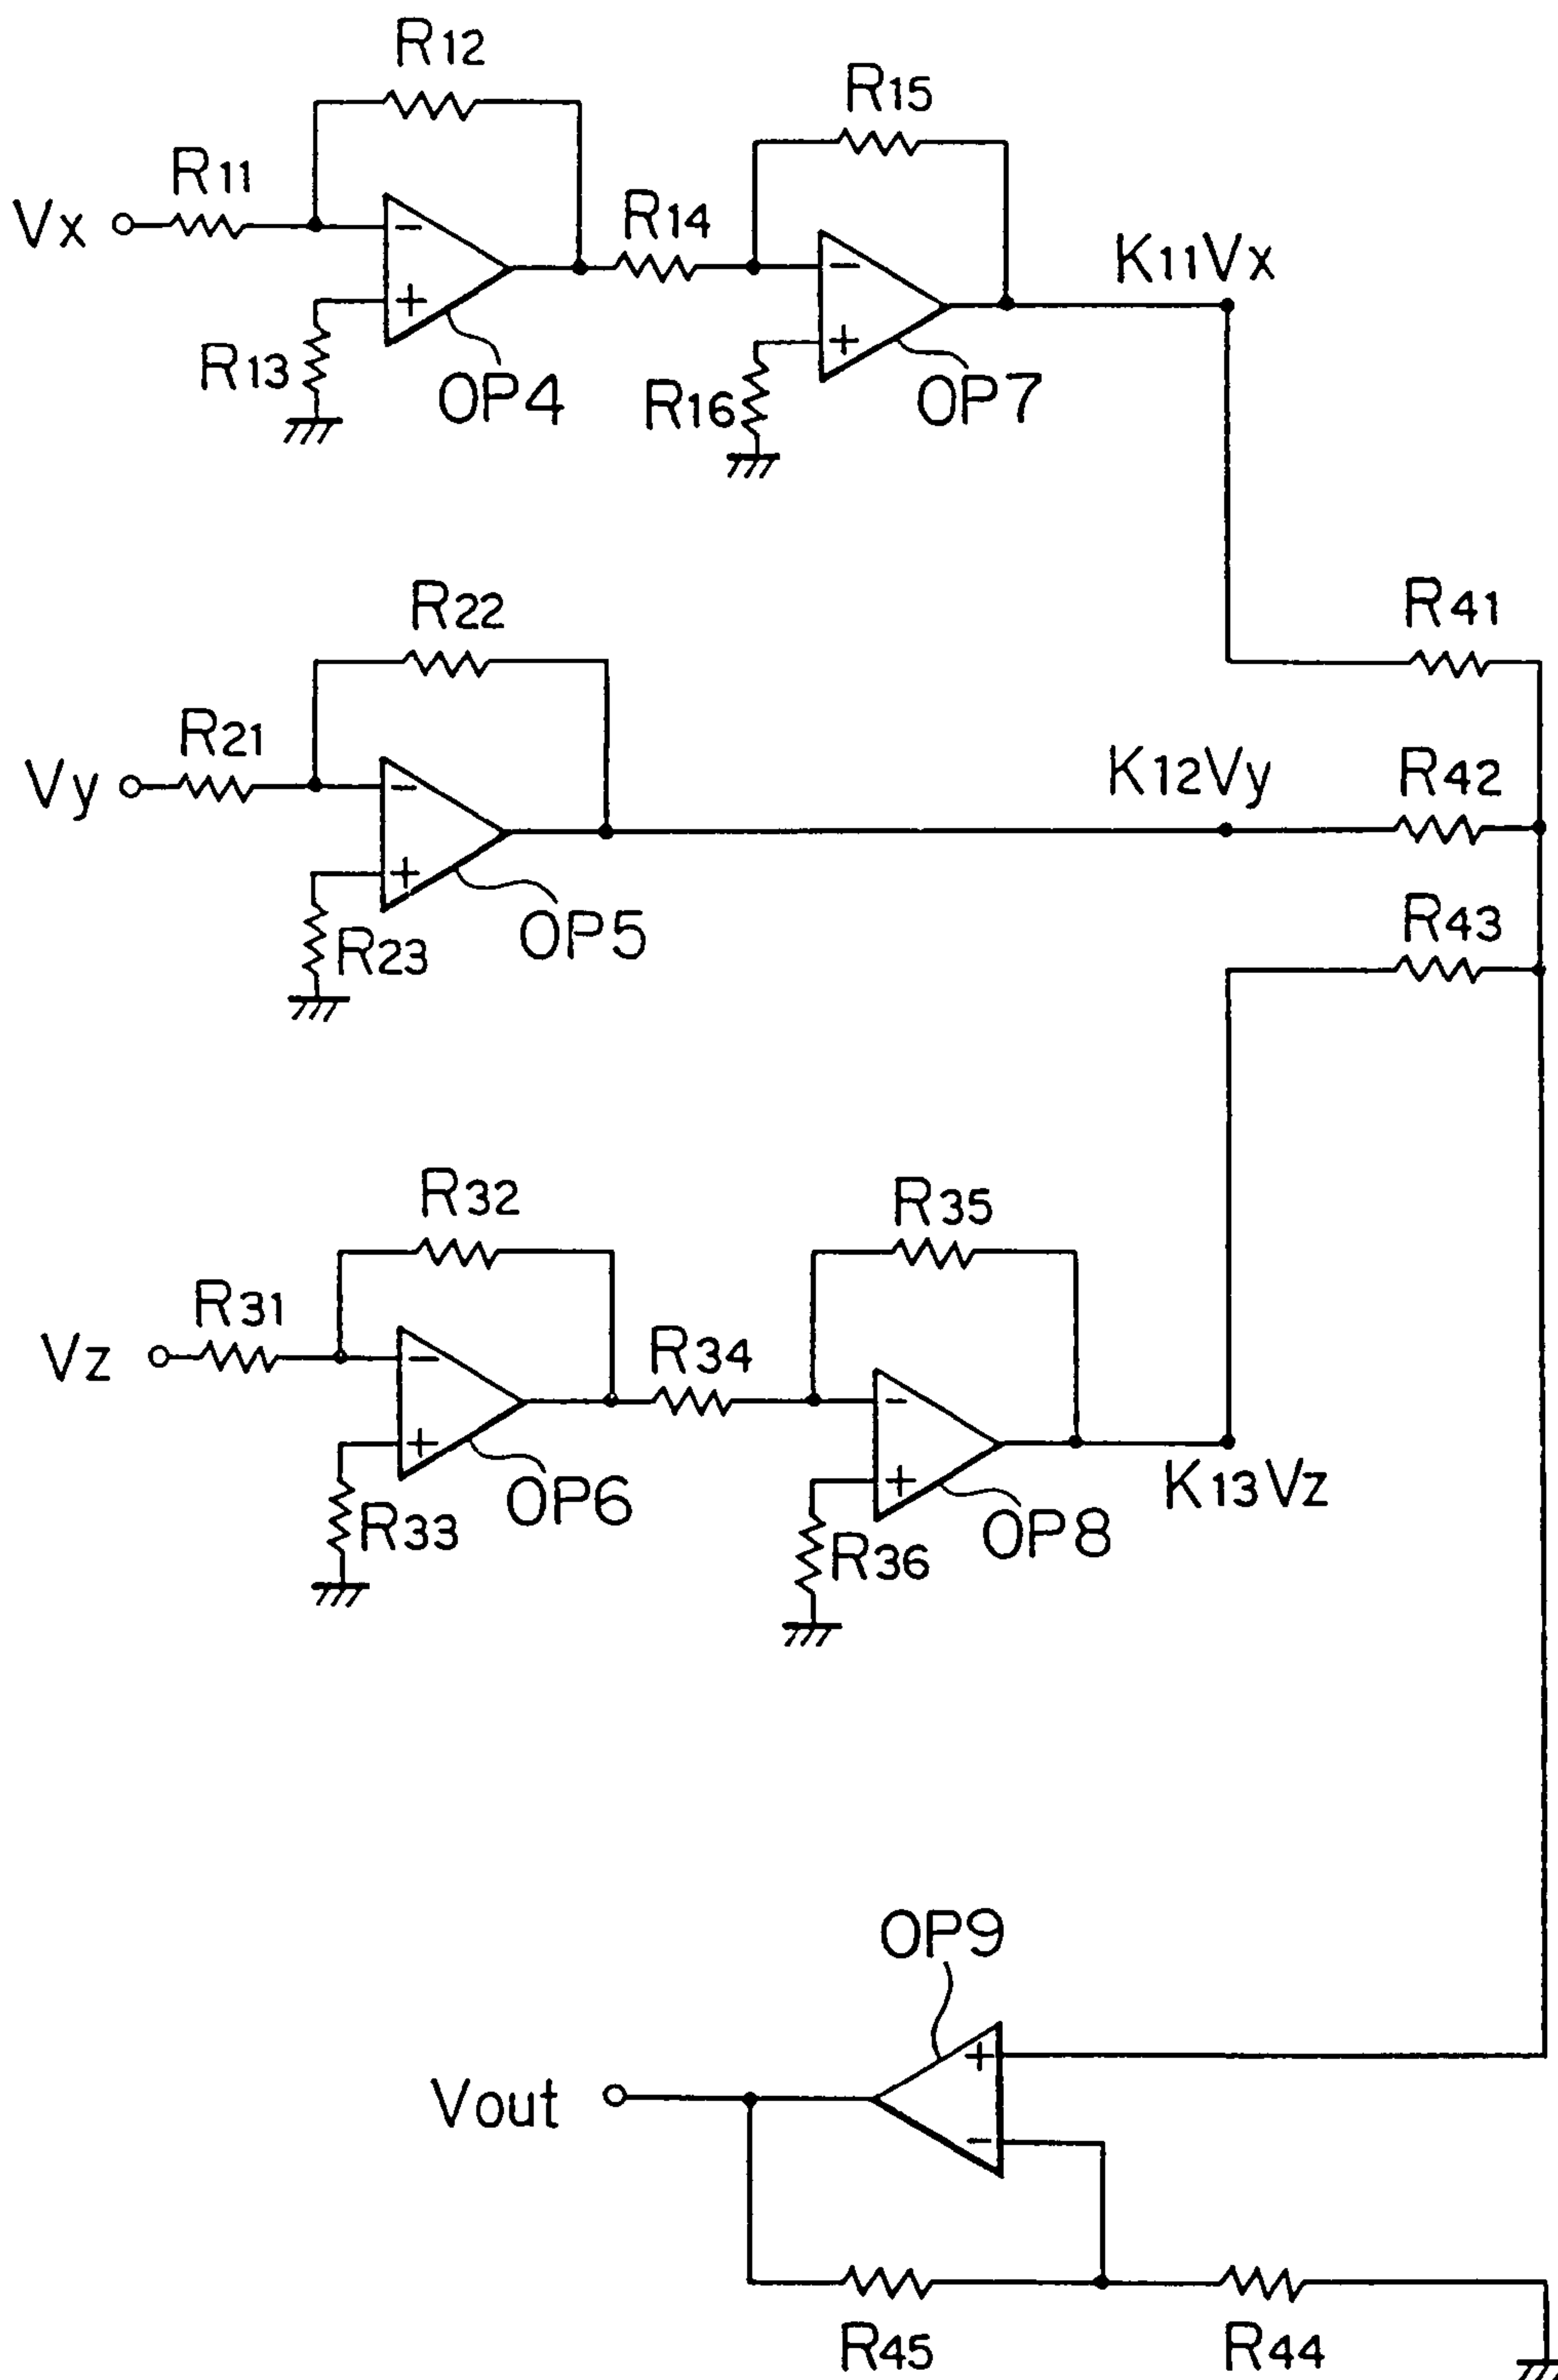 R12
R15
R11
R14
Vx
K11Vx
−
−
+
+
R13
OP4
R16
OP7
R22
R41
R21
K12Vy
R42
Vy
−
+
R43
R23
OP5
R32
R35
R31
R34
Vz
−
−
+
+
OP6
K13Vz
R33
OP8
R36
OP9
+
Vout
−
R45
R44